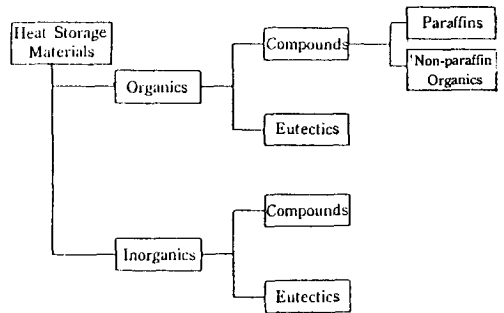 Heat Storage
Materials
Organics
Compounds
Paraffins
'Non-paraffin
Organics
Eutectics
Inorganics
Compounds
Eutectics